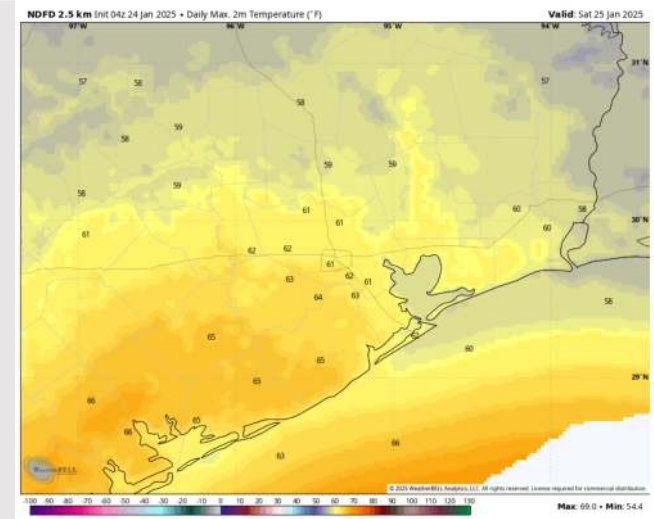 NDFD 2.5 km Init 04z 24 Jan 2025 • Daily Max. 2m Temperature (˚F)
Valid: Sat 25 Jan 2025
97°W 96°W 95°W 94°W
31°N
57 58 57
58
58 59
59 59
58 59
60 58
30°N
61 61 61 60
62 62
61
63 62 61
64 63
58
65 62
60
65
65 29°N
66
66 65
63 66
WeatherBELL
© 2025 WeatherBELL Analytics, LLC. All rights reserved. License required for commercial distribution.
-100 -90 -80 -70 -60 -50 -40 -30 -20 -10 0 10 20 30 40 50 60 70 80 90 100 110 120 130
Max: 69.0 • Min: 54.4